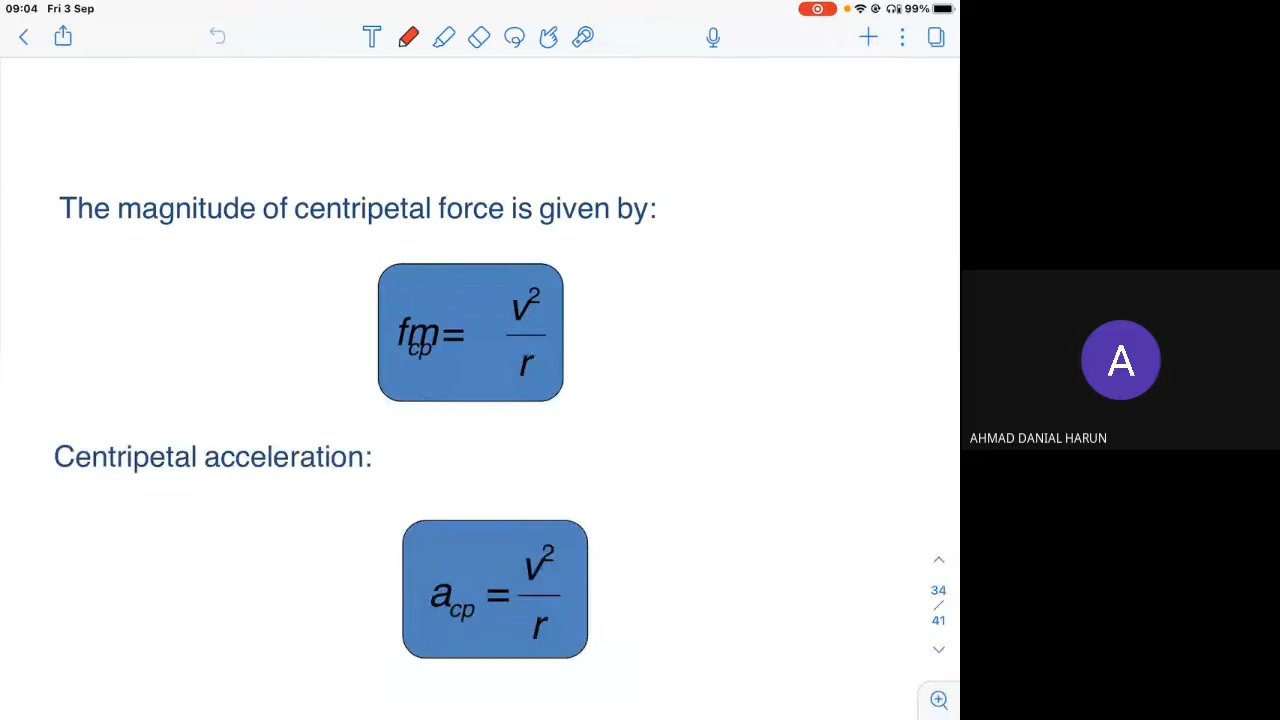 09:04 Fri 3 Sep
99%
T
The magnitude of centripetal force is given by:
fm
cp
= v²
r
Centripetal acceleration:
a
cp
= v²
r
A
AHMAD DANIAL HARUN
34
/
41